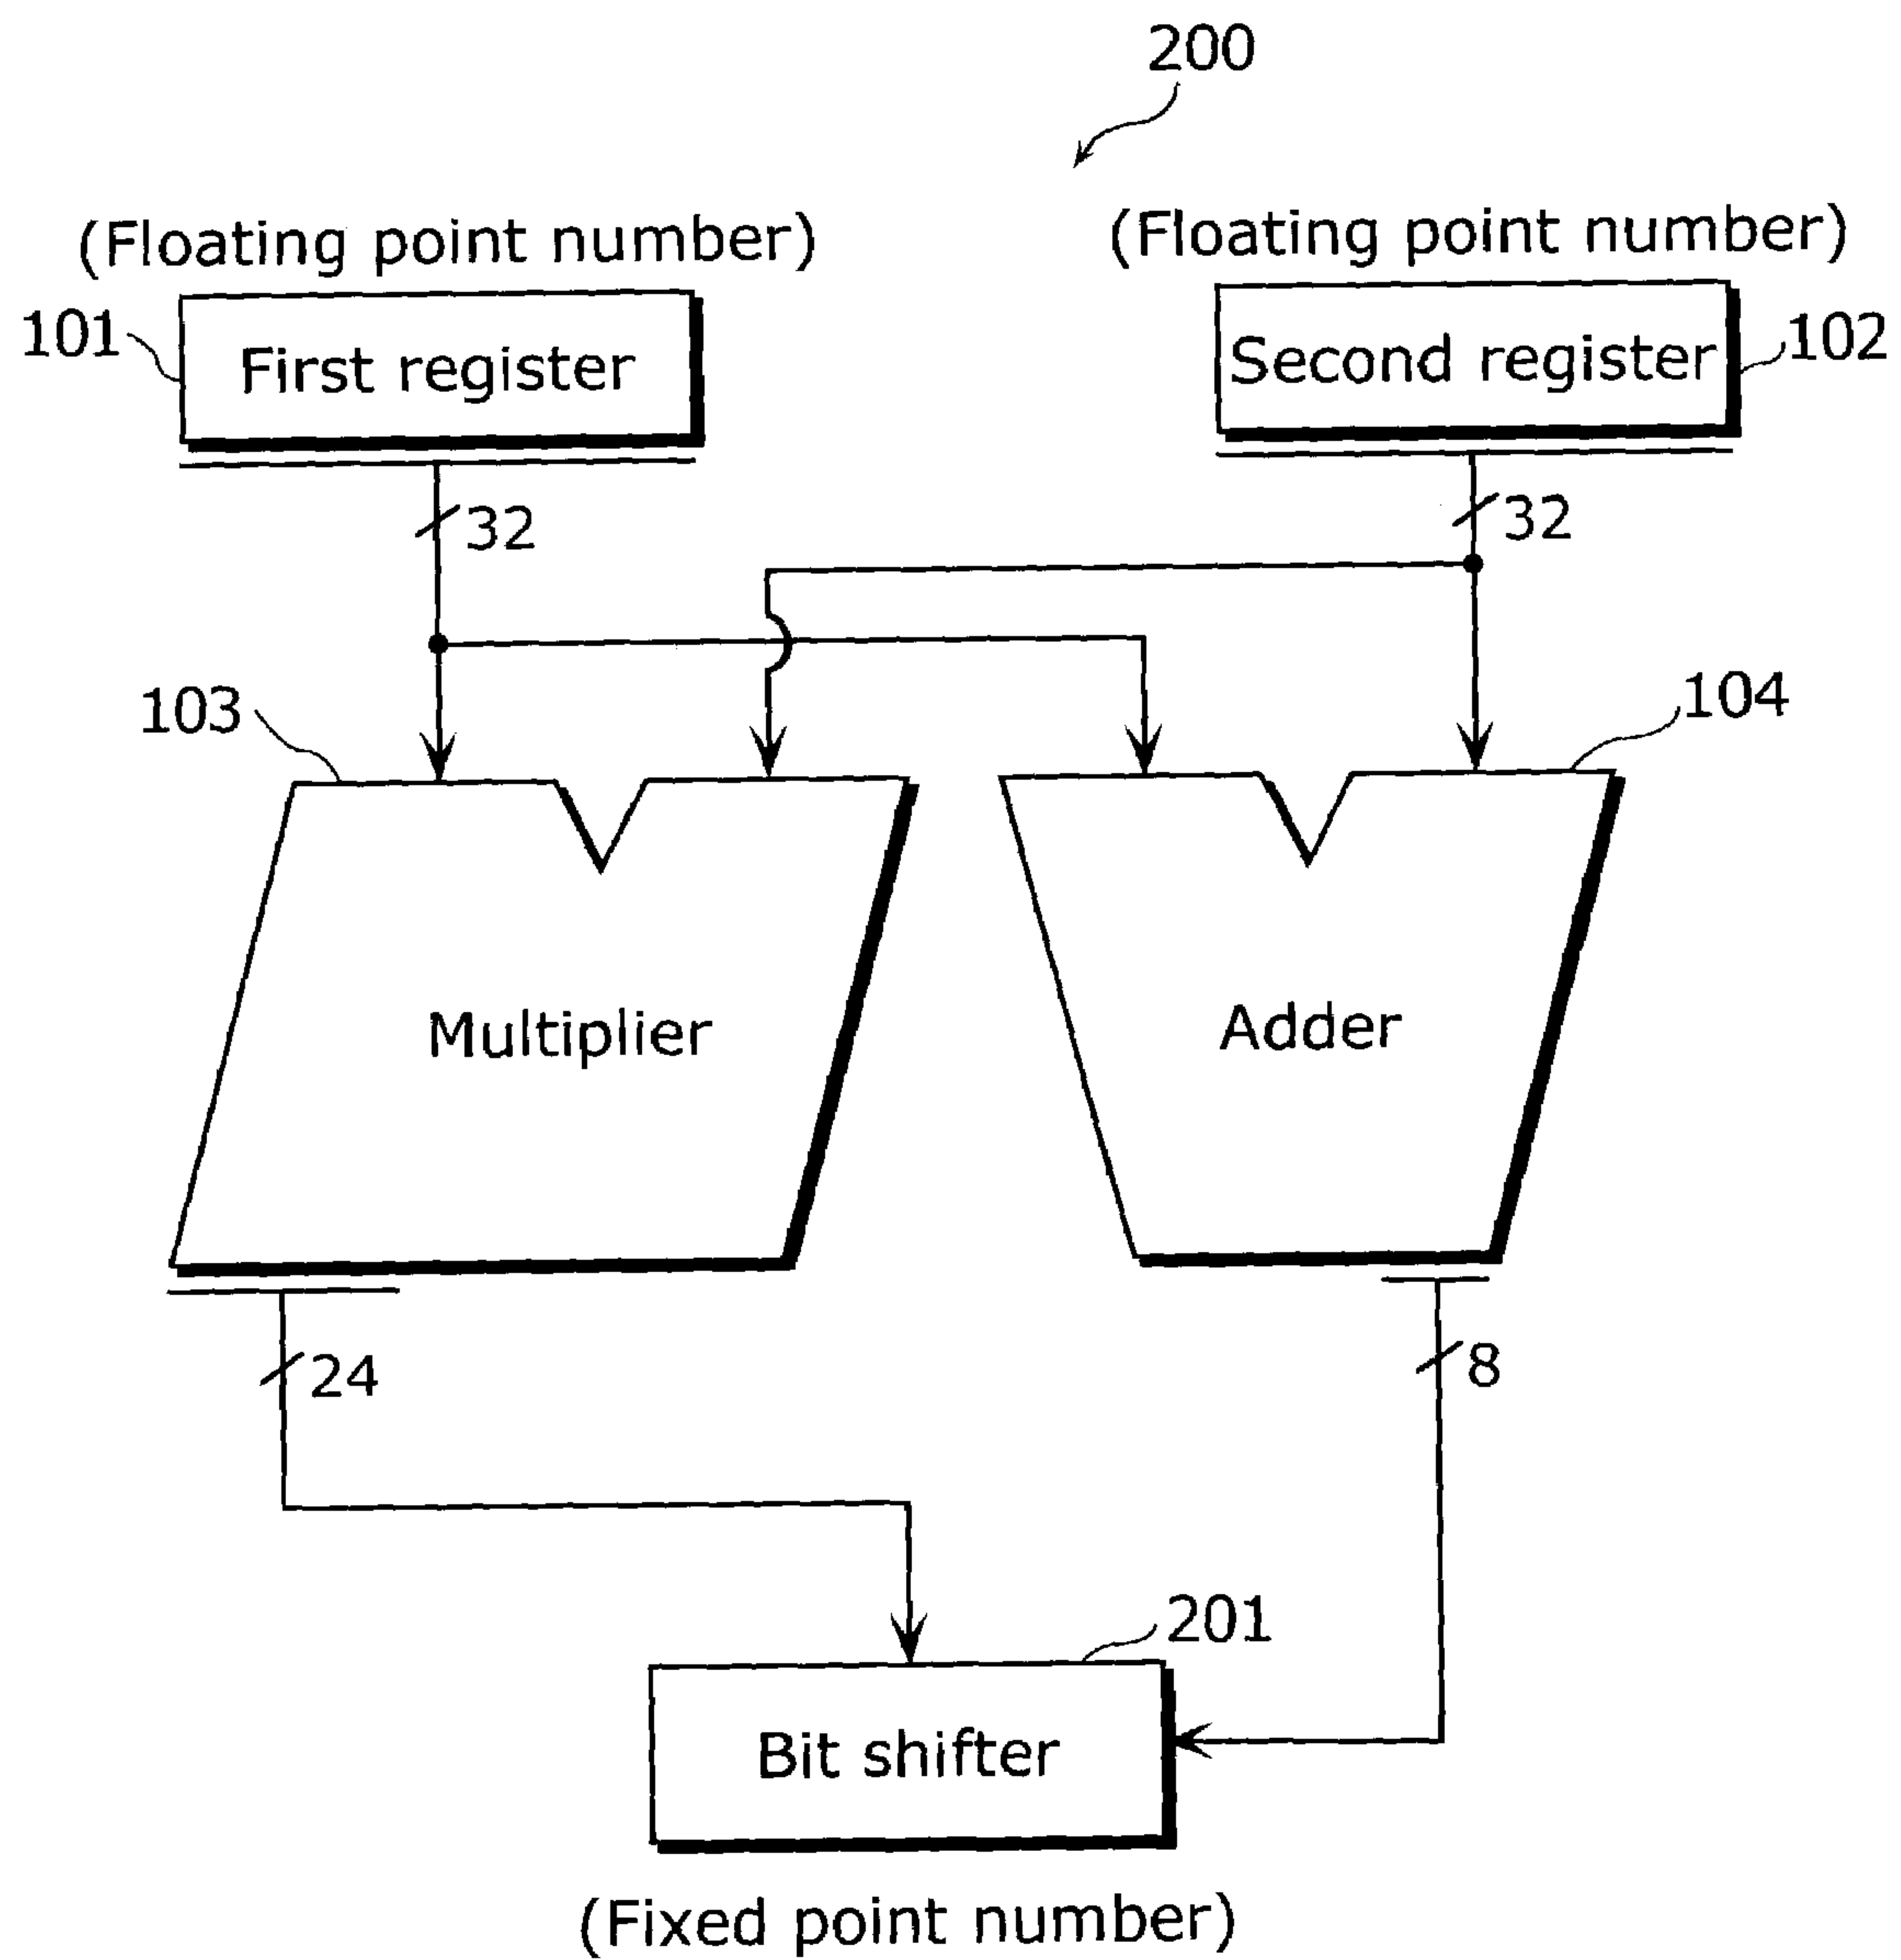 200
(Floating point number)
(Floating point number)
101
First register
Second register
102
32
32
103
104
Multiplier
Adder
24
8
201
Bit shifter
(Fixed point number)